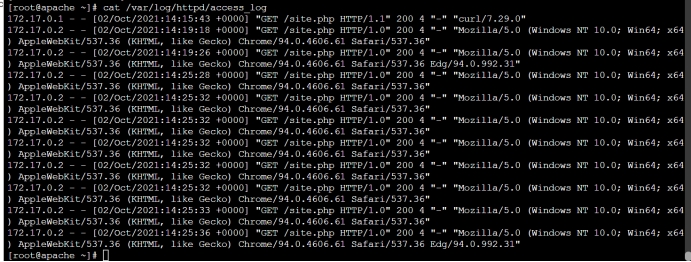 [root@apache ~]# cat /var/log/httpd/access_log
172.17.0.1 - - [02/Oct/2021:14:15:43 +0000] "GET /site.php HTTP/1.1" 200 4 "-" "curl/7.29.0"
172.17.0.2 - - [02/Oct/2021:14:19:18 +0000] "GET /site.php HTTP/1.0" 200 4 "-" "Mozilla/5.0 (Windows NT 10.0; Win64; x64
) AppleWebKit/537.36 (KHTML, like Gecko) Chrome/94.0.4606.61 Safari/537.36"
172.17.0.2 - - [02/Oct/2021:14:19:26 +0000] "GET /site.php HTTP/1.0" 200 4 "-" "Mozilla/5.0 (Windows NT 10.0; Win64; x64
) AppleWebKit/537.36 (KHTML, like Gecko) Chrome/94.0.4606.61 Safari/537.36 Edg/94.0.992.31"
172.17.0.2 - - [02/Oct/2021:14:25:28 +0000] "GET /site.php HTTP/1.0" 200 4 "-" "Mozilla/5.0 (Windows NT 10.0; Win64; x64
) AppleWebKit/537.36 (KHTML, like Gecko) Chrome/94.0.4606.61 Safari/537.36"
172.17.0.2 - - [02/Oct/2021:14:25:32 +0000] "GET /site.php HTTP/1.0" 200 4 "-" "Mozilla/5.0 (Windows NT 10.0; Win64; x64
) AppleWebKit/537.36 (KHTML, like Gecko) Chrome/94.0.4606.61 Safari/537.36"
172.17.0.2 - - [02/Oct/2021:14:25:32 +0000] "GET /site.php HTTP/1.0" 200 4 "-" "Mozilla/5.0 (Windows NT 10.0; Win64; x64
) AppleWebKit/537.36 (KHTML, like Gecko) Chrome/94.0.4606.61 Safari/537.36"
172.17.0.2 - - [02/Oct/2021:14:25:32 +0000] "GET /site.php HTTP/1.0" 200 4 "-" "Mozilla/5.0 (Windows NT 10.0; Win64; x64
) AppleWebKit/537.36 (KHTML, like Gecko) Chrome/94.0.4606.61 Safari/537.36"
172.17.0.2 - - [02/Oct/2021:14:25:32 +0000] "GET /site.php HTTP/1.0" 200 4 "-" "Mozilla/5.0 (Windows NT 10.0; Win64; x64
) AppleWebKit/537.36 (KHTML, like Gecko) Chrome/94.0.4606.61 Safari/537.36"
172.17.0.2 - - [02/Oct/2021:14:25:32 +0000] "GET /site.php HTTP/1.0" 200 4 "-" "Mozilla/5.0 (Windows NT 10.0; Win64; x64
) AppleWebKit/537.36 (KHTML, like Gecko) Chrome/94.0.4606.61 Safari/537.36"
172.17.0.2 - - [02/Oct/2021:14:25:33 +0000] "GET /site.php HTTP/1.0" 200 4 "-" "Mozilla/5.0 (Windows NT 10.0; Win64; x64
) AppleWebKit/537.36 (KHTML, like Gecko) Chrome/94.0.4606.61 Safari/537.36"
172.17.0.2 - - [02/Oct/2021:14:25:36 +0000] "GET /site.php HTTP/1.0" 200 4 "-" "Mozilla/5.0 (Windows NT 10.0; Win64; x64
) AppleWebKit/537.36 (KHTML, like Gecko) Chrome/94.0.4606.61 Safari/537.36 Edg/94.0.992.31"
[root@apache ~]#